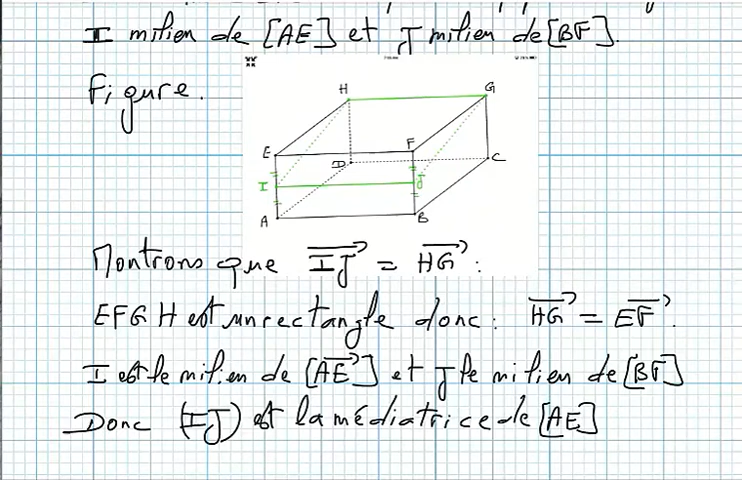 I milieu de [AE] et J milieu de [BF].
Figure.
H
G
E
F
D
C
I
J
A
B
Montrons que IJ = HG :
EFGH est un rectangle donc : HG = EF.
I est le milieu de [AE] et J le milieu de [BF]
Donc (IJ) est la médiatrice de [AE]